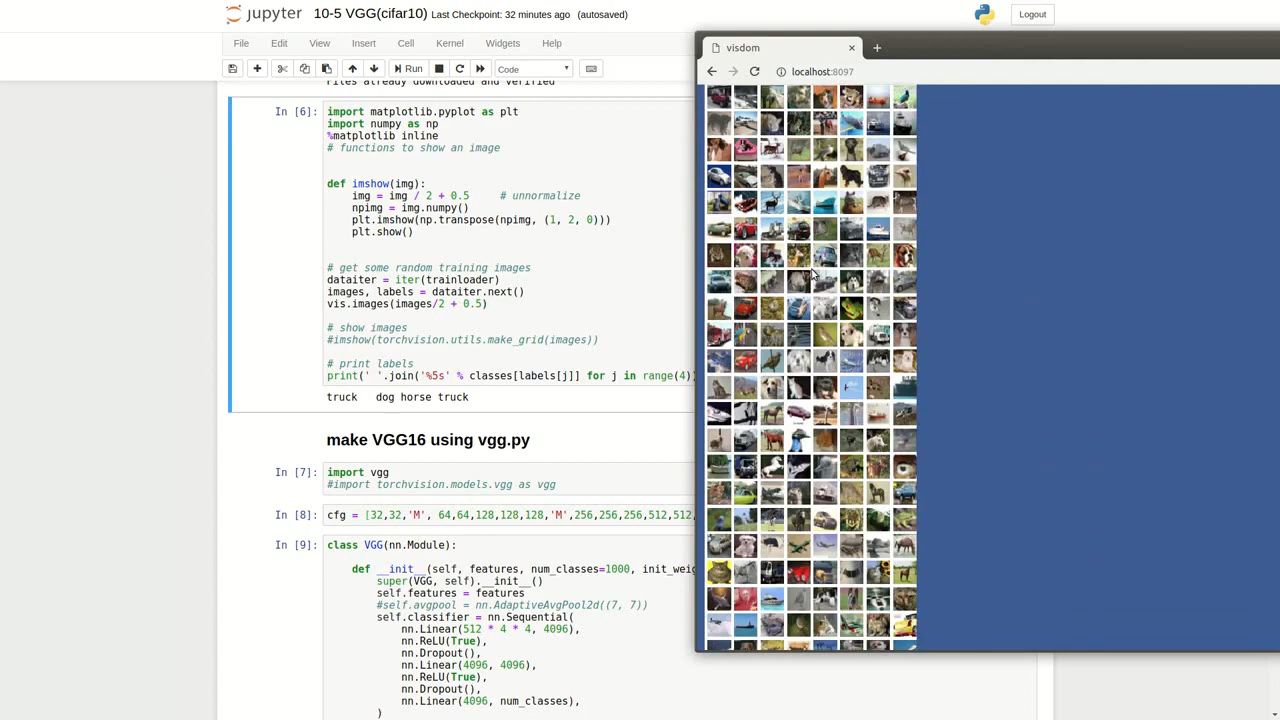 jupyter 10-5 VGG(cifar10) Last Checkpoint: 32 minutes ago (autosaved)
Logout
File Edit View Insert Cell Kernel Widgets Help
Run Code
visdom
localhost:8097
Files already downloaded and verified
In [6]: import matplotlib.pyplot as plt
import numpy as np
%matplotlib inline
# functions to show an image
def imshow(img):
img = img / 2 + 0.5 # unnormalize
npimg = img.numpy()
plt.imshow(np.transpose(npimg, (1, 2, 0)))
plt.show()
# get some random training images
dataiter = iter(trainloader)
images, labels = dataiter.next()
vis.images(images/2 + 0.5)
# show images
#imshow(torchvision.utils.make_grid(images))
# print labels
print(' '.join('%5s' % classes[labels[j]] for j in range(4))
truck dog horse truck
make VGG16 using vgg.py
In [7]: import vgg
#import torchvision.models.vgg as vgg
In [8]: cfg = [32,32,'M', 64,64,128,128,128,'M',256,256,256,512,512,
In [9]: class VGG(nn.Module):
def __init__(self, features, num_classes=1000, init_weig
super(VGG, self).__init__()
self.features = features
#self.avgpool = nn.AdaptiveAvgPool2d((7, 7))
self.classifier = nn.Sequential(
nn.Linear(512 * 4 * 4, 4096),
nn.ReLU(True),
nn.Dropout(),
nn.Linear(4096, 4096),
nn.ReLU(True),
nn.Dropout(),
nn.Linear(4096, num_classes),
)